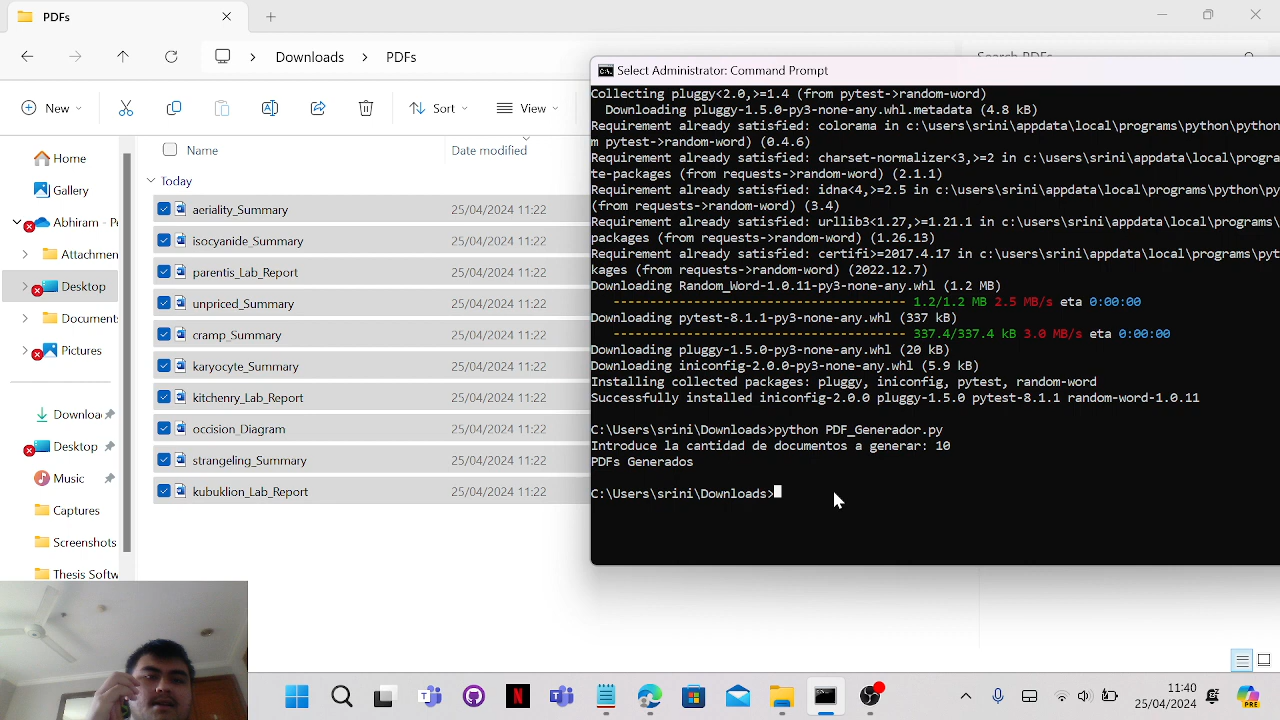 PDFs
Downloads
PDFs
Search PDFs
New
Sort
View
Home
Gallery
Abhiram - P
Attachmen
Desktop
Document
Pictures
Downloa
Desktop
Music
Captures
Screenshots
Thesis Softw
Name
Date modified
Today
aeriality_Summary 25/04/2024 11:22
isocyanide_Summary 25/04/2024 11:22
parentis_Lab_Report 25/04/2024 11:22
unpriced_Summary 25/04/2024 11:22
cramp_Summary 25/04/2024 11:22
karyocyte_Summary 25/04/2024 11:22
kitchenry_Lab_Report 25/04/2024 11:22
occision_Diagram 25/04/2024 11:22
strangeling_Summary 25/04/2024 11:22
kubuklion_Lab_Report 25/04/2024 11:22
Select Administrator: Command Prompt
Collecting pluggy<2.0,>=1.4 (from pytest->random-word)
Downloading pluggy-1.5.0-py3-none-any.whl.metadata (4.8 kB)
Requirement already satisfied: colorama in c:\users\srini\appdata\local\programs\python\python
m pytest->random-word) (0.4.6)
Requirement already satisfied: charset-normalizer<3,>=2 in c:\users\srini\appdata\local\progra
te-packages (from requests->random-word) (2.1.1)
Requirement already satisfied: idna<4,>=2.5 in c:\users\srini\appdata\local\programs\python\py
(from requests->random-word) (3.4)
Requirement already satisfied: urllib3<1.27,>=1.21.1 in c:\users\srini\appdata\local\programs\
packages (from requests->random-word) (1.26.13)
Requirement already satisfied: certifi>=2017.4.17 in c:\users\srini\appdata\local\programs\pyt
kages (from requests->random-word) (2022.12.7)
Downloading Random_Word-1.0.11-py3-none-any.whl (1.2 MB)
---------------------------------------- 1.2/1.2 MB 2.5 MB/s eta 0:00:00
Downloading pytest-8.1.1-py3-none-any.whl (337 kB)
---------------------------------------- 337.4/337.4 kB 3.0 MB/s eta 0:00:00
Downloading pluggy-1.5.0-py3-none-any.whl (20 kB)
Downloading iniconfig-2.0.0-py3-none-any.whl (5.9 kB)
Installing collected packages: pluggy, iniconfig, pytest, random-word
Successfully installed iniconfig-2.0.0 pluggy-1.5.0 pytest-8.1.1 random-word-1.0.11
C:\Users\srini\Downloads>python PDF_Generador.py
Introduce la cantidad de documentos a generar: 10
PDFs Generados
C:\Users\srini\Downloads>
11:40
25/04/2024
PRE